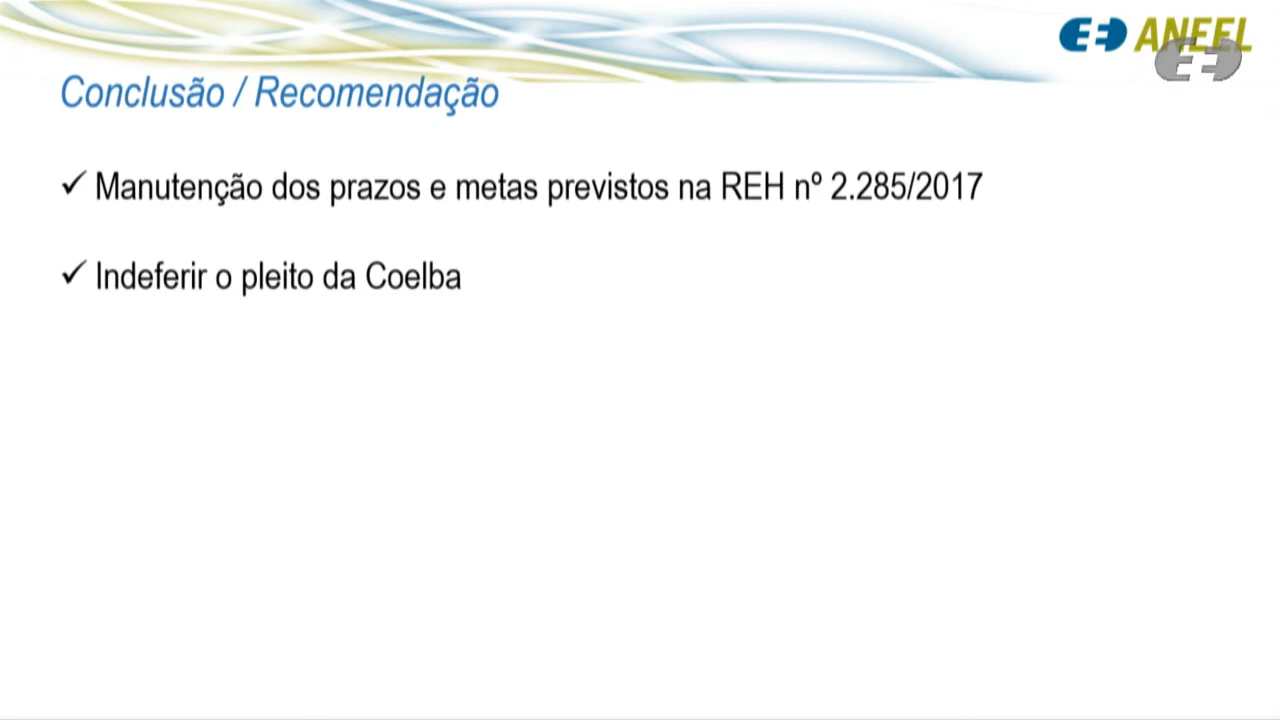 ANEEL
Conclusão / Recomendação
✓ Manutenção dos prazos e metas previstos na REH nº 2.285/2017
✓ Indeferir o pleito da Coelba